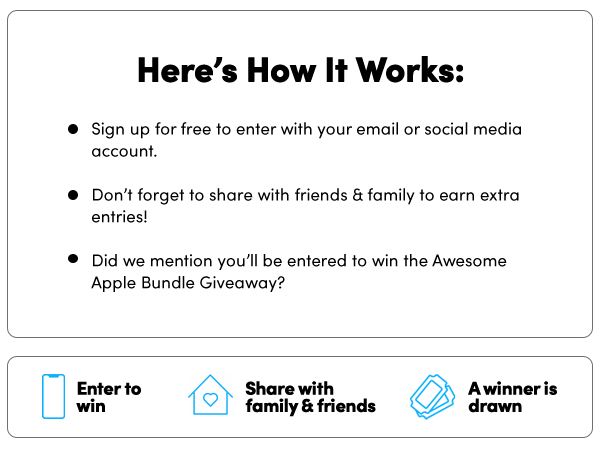 Here’s How It Works:
● Sign up for free to enter with your email or social media
account.
● Don’t forget to share with friends & family to earn extra
entries!
● Did we mention you’ll be entered to win the Awesome
Apple Bundle Giveaway?
Enter to
win
Share with
family & friends
A winner is
drawn